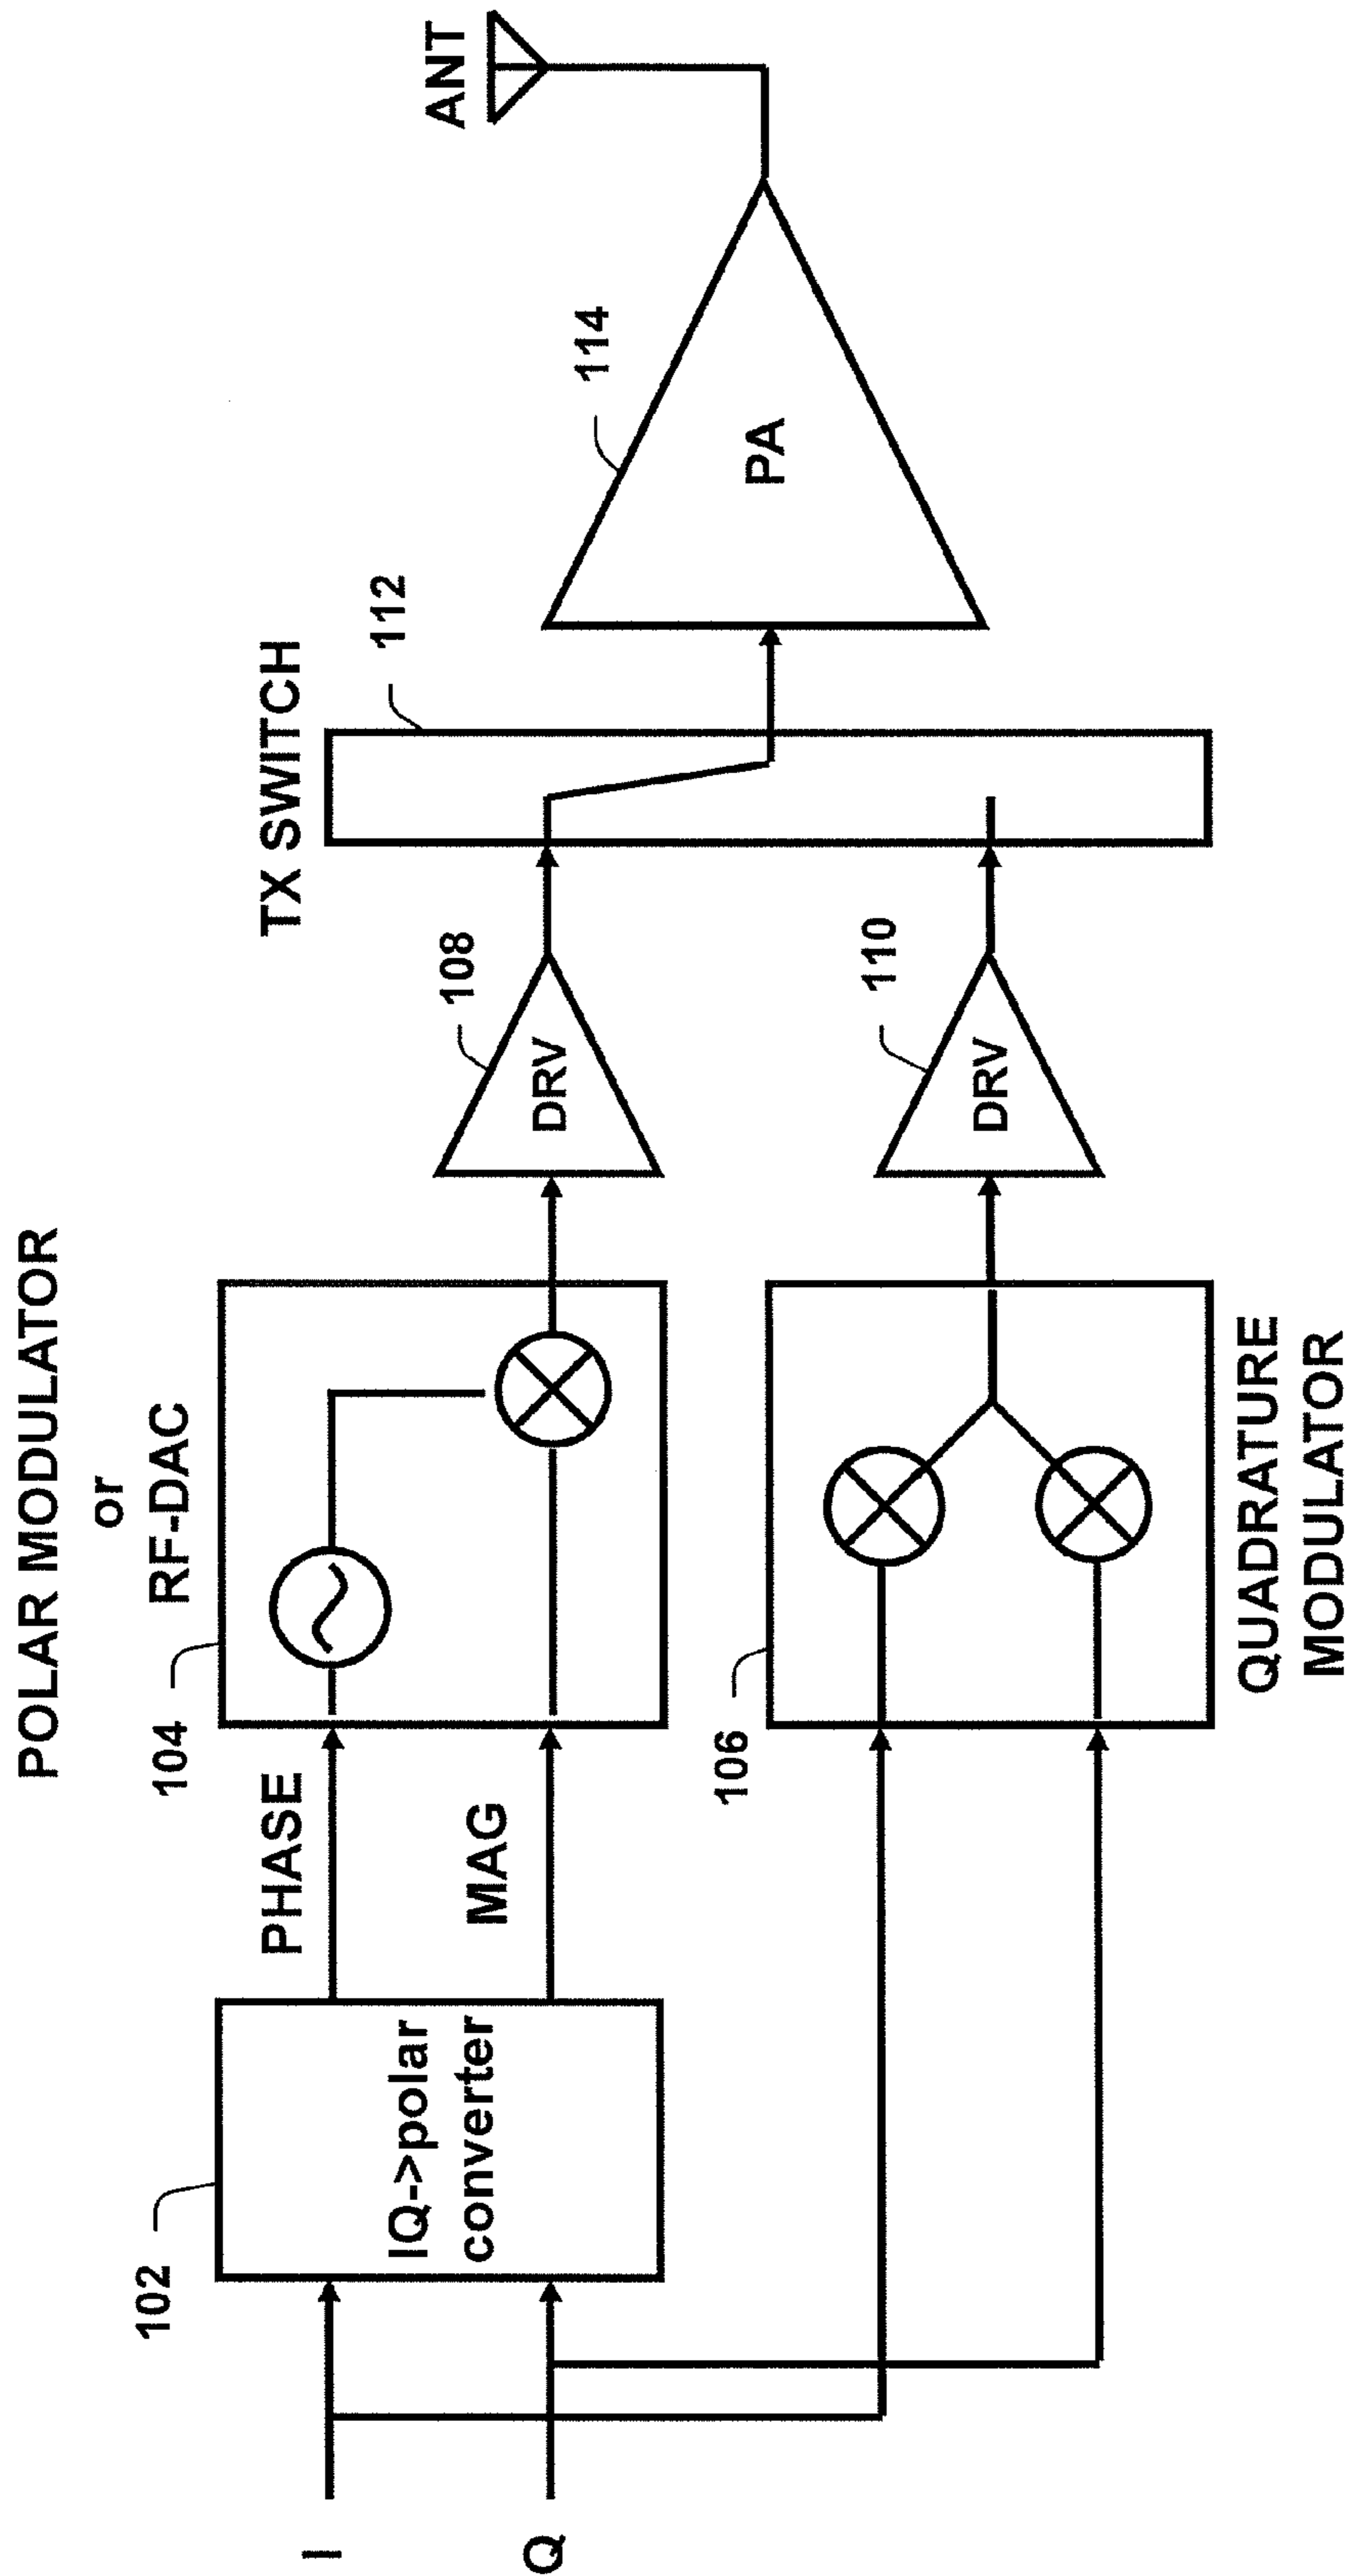 POLAR MODULATOR
or
RF-DAC
TX SWITCH
ANT
102
104
108
112
114
PHASE
MAG
IQ->polar
converter
DRV
PA
I
Q
106
110
DRV
QUADRATURE
MODULATOR